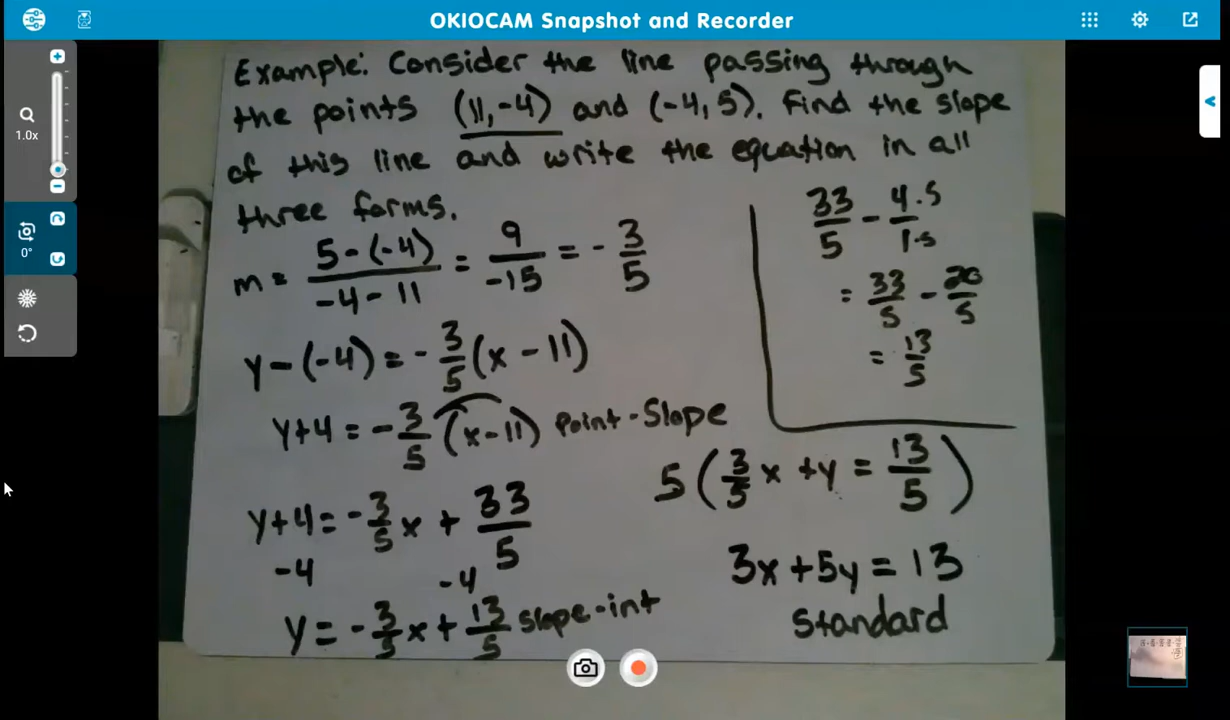 OKIOCAM Snapshot and Recorder
1.0x
0°
Example: Consider the line passing through
the points (11,-4) and (-4,5). Find the slope
of this line and write the equation in all
three forms.
m = (5-(-4))/(-4-11) = 9/-15 = -3/5
y-(-4) = -3/5(x-11)
y+4 = -3/5(x-11) Point-Slope
y+4 = -3/5x + 33/5
-4 -4
y = -3/5x + 13/5 slope-int
33/5 - 4·5/1·5
= 33/5 - 20/5
= 13/5
5(3/5x + y = 13/5)
3x+5y = 13
standard